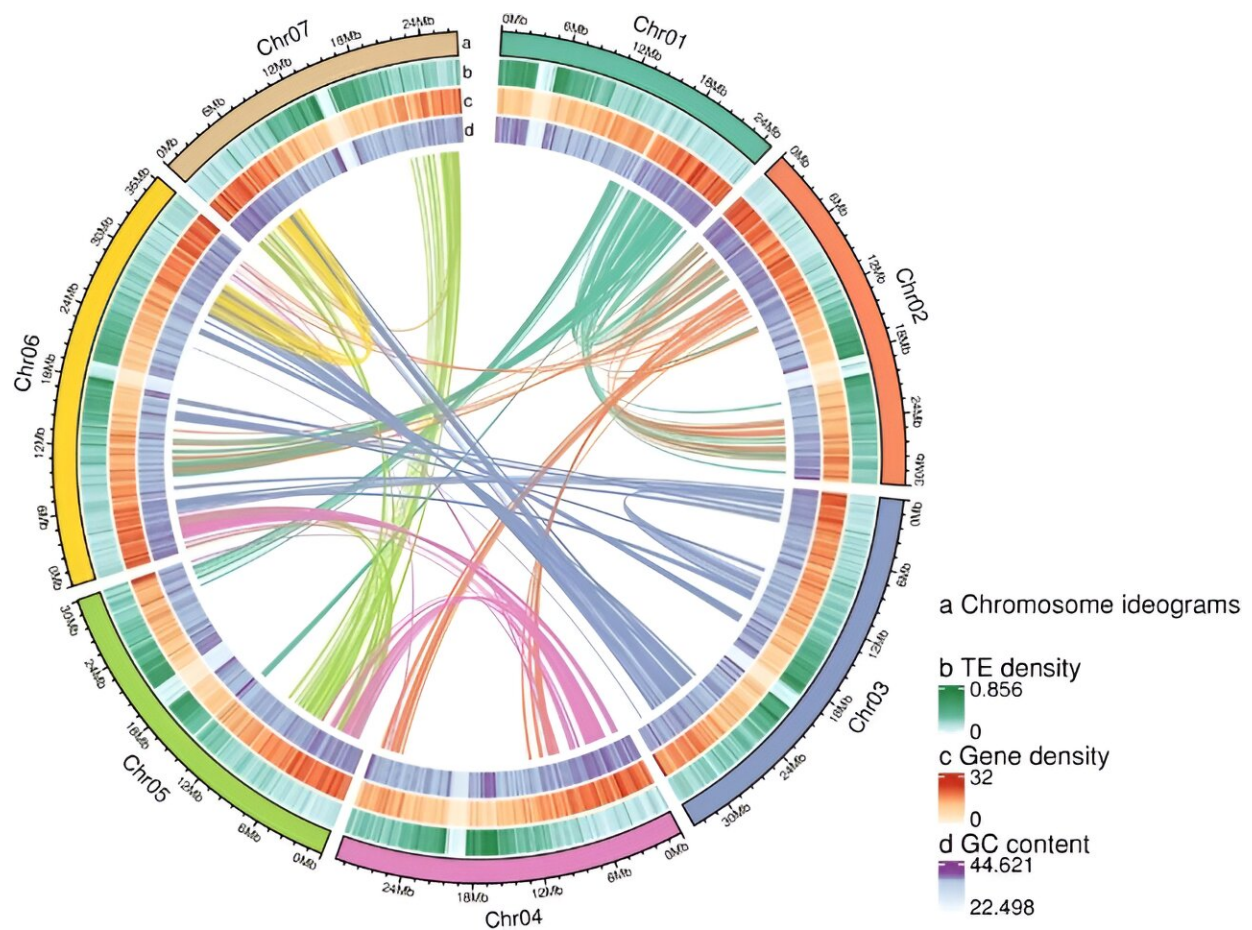 Chr01
0Mb
6Mb
12Mb
18Mb
24Mb
Chr02
0Mb
6Mb
12Mb
18Mb
24Mb
30Mb
Chr03
0Mb
6Mb
12Mb
18Mb
24Mb
30Mb
Chr04
0Mb
6Mb
12Mb
18Mb
24Mb
Chr05
0Mb
6Mb
12Mb
18Mb
24Mb
30Mb
Chr06
0Mb
6Mb
12Mb
18Mb
24Mb
30Mb
36Mb
Chr07
0Mb
6Mb
12Mb
18Mb
24Mb
a
b
c
d
a Chromosome ideograms
b TE density
0.856
0
c Gene density
32
0
d GC content
44.621
22.498